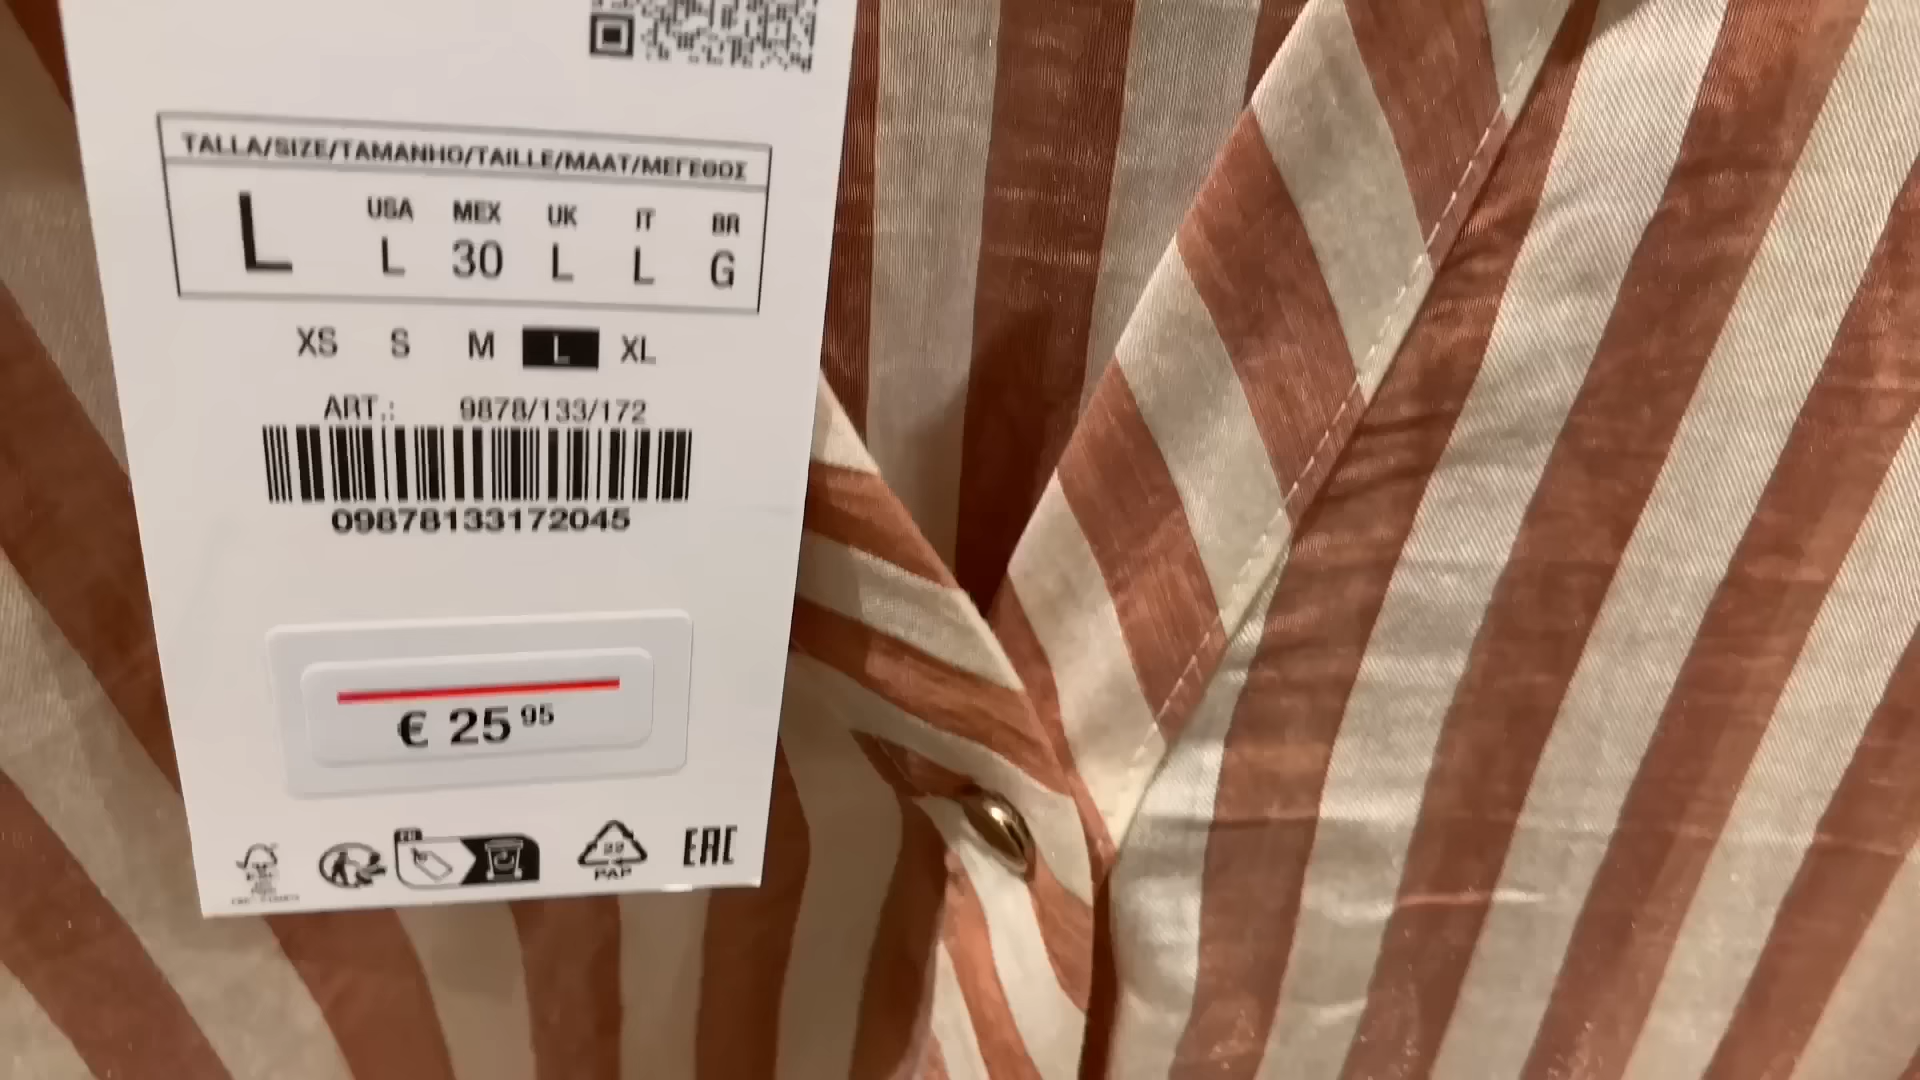 TALLA/SIZE/TAMANHO/TAILLE/MAAT/ΜΕΓΕΘΟΣ
L
USA MEX UK IT BR
L 30 L L G
XS S M L XL
ART.: 9878/133/172
09878133172045
€ 25 95
FR
22
PAP
EAC